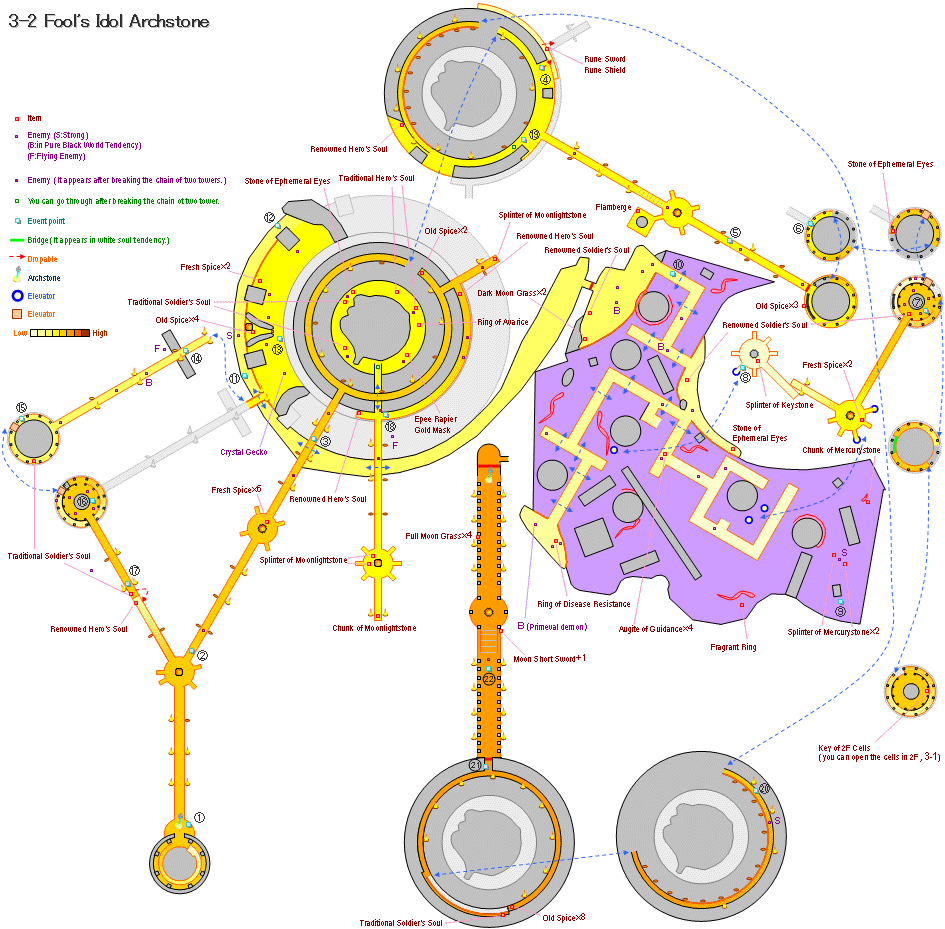 3-2 Fool's Idol Archstone
Item
Enemy (S:Strong)
(B:in Pure Black World Tendency)
(F:Flying Enemy)
Enemy (It appears after breaking the chain of two towers.)
You can go through after breaking the chain of two tower.
Event point
Bridge(It appears in white soul tendency.)
Dropable
Archstone
Elevator
Elevator
Low
High
Rune Sword
Rune Shield
④
⑲
Renowned Hero's Soul
Stone of Ephemeral Eyes
Traditional Hero's Soul
Stone of Ephemeral Eyes
Flamberge
Splinter of Moonlightstone
Renowned Hero's Soul
Renowned Soldier's Soul
⑤
⑥
⑫
Old Spice×2
Fresh Spice×2
⑩
Dark Moon Grass×2
Traditional Soldier's Soul
Old Spice×3
⑦
B
Old Spice×4
Ring of Avarice
Renowned Soldier's Soul
S
B
F
⑬
⑭
Fresh Spice×2
B
⑪
⑧
⑮
Splinter of Keystone
Epee Rapier
Gold Mask
⑱
Stone of
Ephemeral Eyes
F
③
Crystal Gecko
Chunk of Mercurystone
Fresh Spice×6
Renowned Hero's Soul
⑯
Full Moon Grass×4
Traditional Soldier's Soul
Splinter of Moonlightstone
S
⑰
Ring of Disease Resistance
⑨
Renowned Hero's Soul
Chunk of Moonlightstone
B (Primeval demon)
Augite of Guidance×4
Splinter of Mercurystone×2
Fragrant Ring
②
Moon Short Sword+1
㉒
Key of 2F Cells
(you can open the cells in 2F, 3-1)
㉑
⑳
①
S
Traditional Soldier's Soul
Old Spice×8